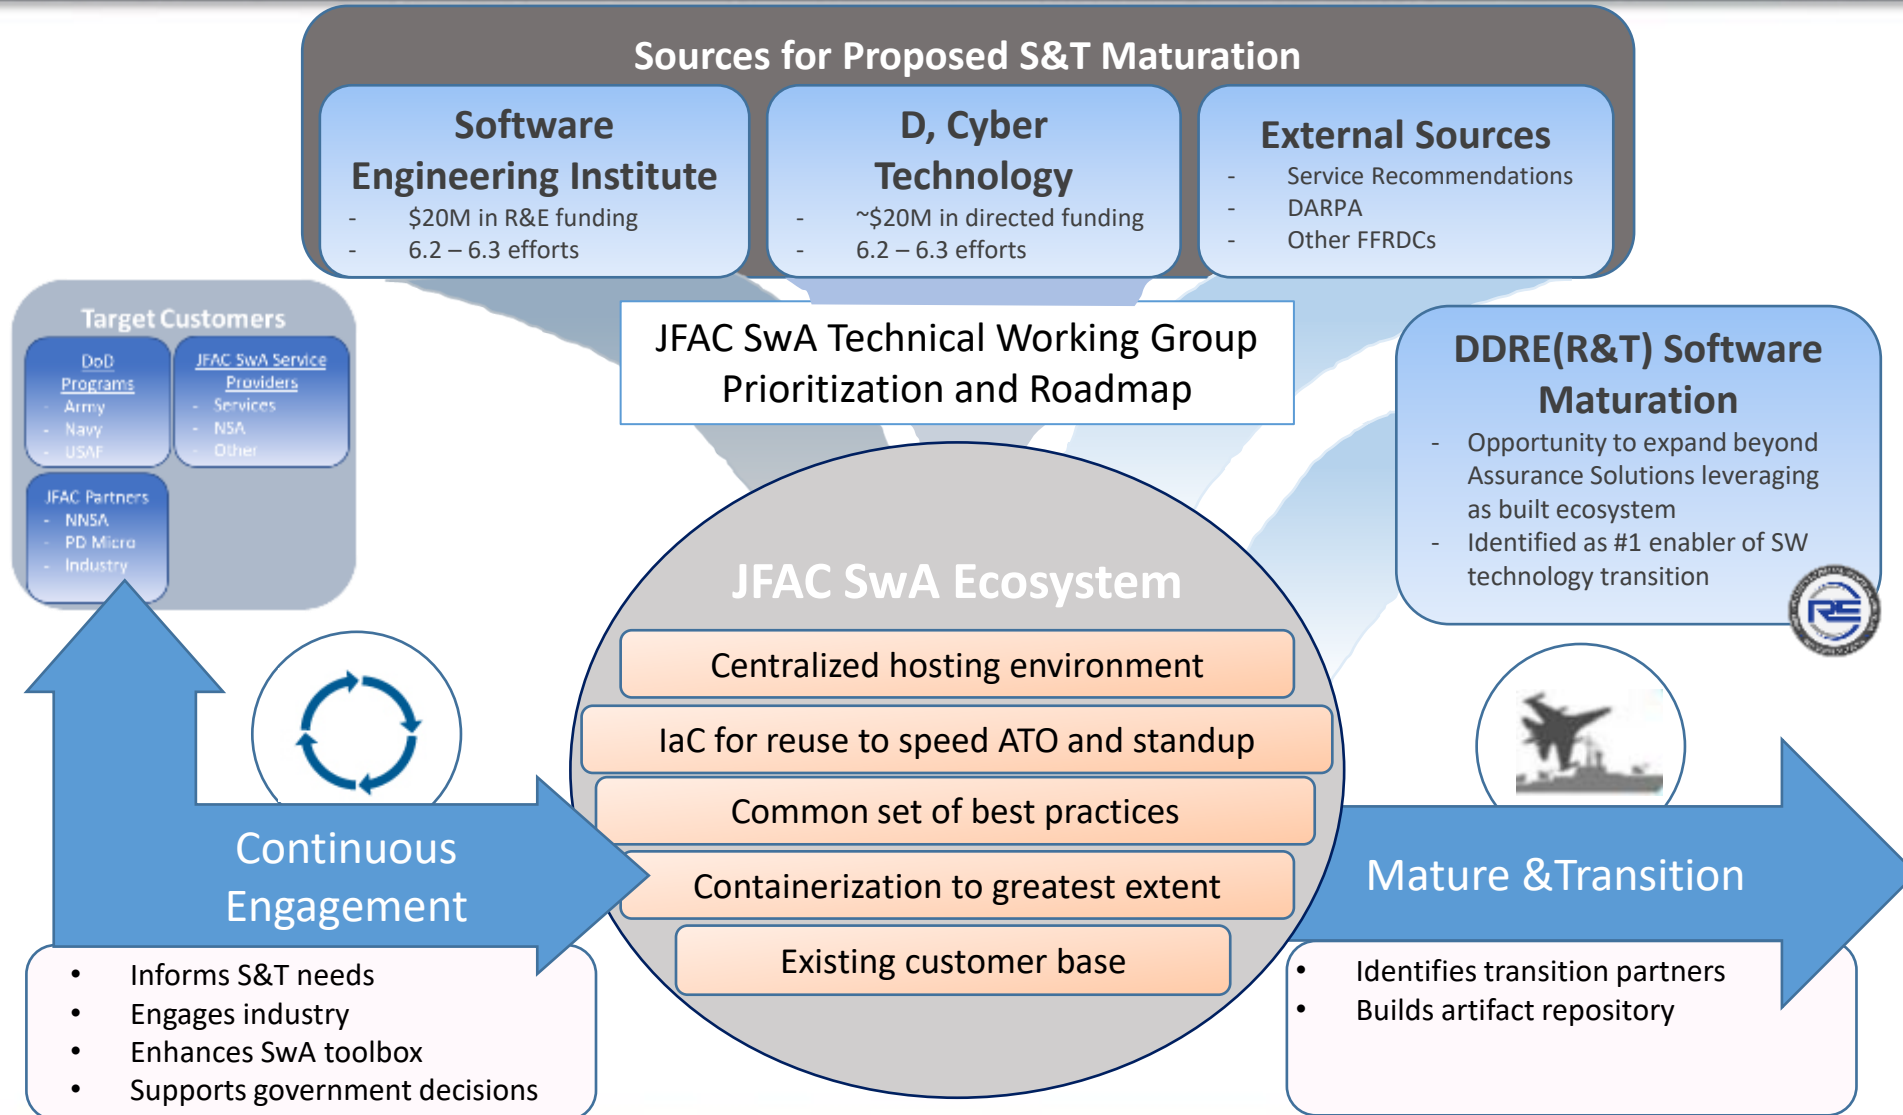 Sources for Proposed S&T Maturation
Software
Engineering Institute
- $20M in R&E funding
- 6.2 – 6.3 efforts
D, Cyber
Technology
- ~$20M in directed funding
- 6.2 – 6.3 efforts
External Sources
- Service Recommendations
- DARPA
- Other FFRDCs
Target Customers
DoD
Programs
- Army
- Navy
- USAF
JFAC SwA Service
Providers
- Services
- NSA
- Other
JFAC Partners
- NNSA
- PD Micro
- Industry
JFAC SwA Technical Working Group
Prioritization and Roadmap
DDRE(R&T) Software
Maturation
- Opportunity to expand beyond
Assurance Solutions leveraging
as built ecosystem
- Identified as #1 enabler of SW
technology transition
RE
JFAC SwA Ecosystem
Centralized hosting environment
IaC for reuse to speed ATO and standup
Common set of best practices
Containerization to greatest extent
Existing customer base
Continuous
Engagement
• Informs S&T needs
• Engages industry
• Enhances SwA toolbox
• Supports government decisions
Mature &Transition
• Identifies transition partners
• Builds artifact repository